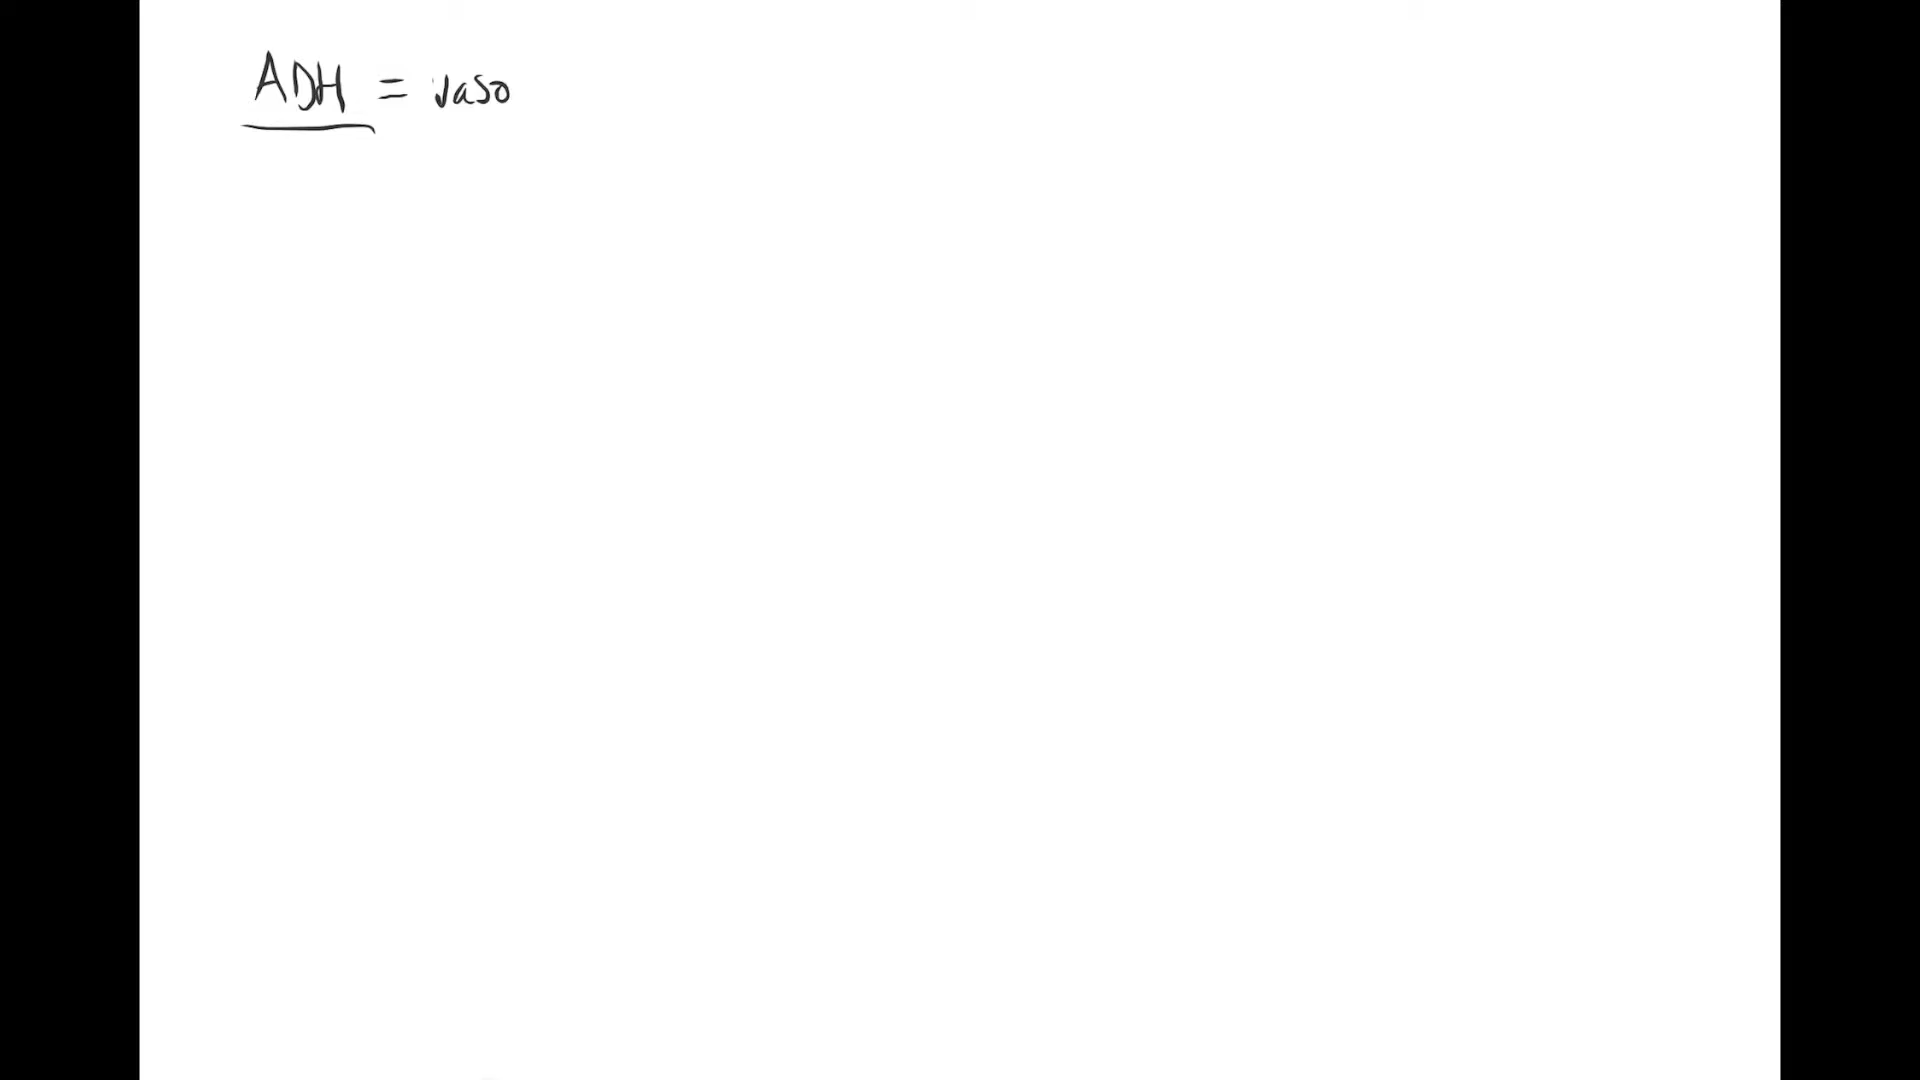 ADH = vaso